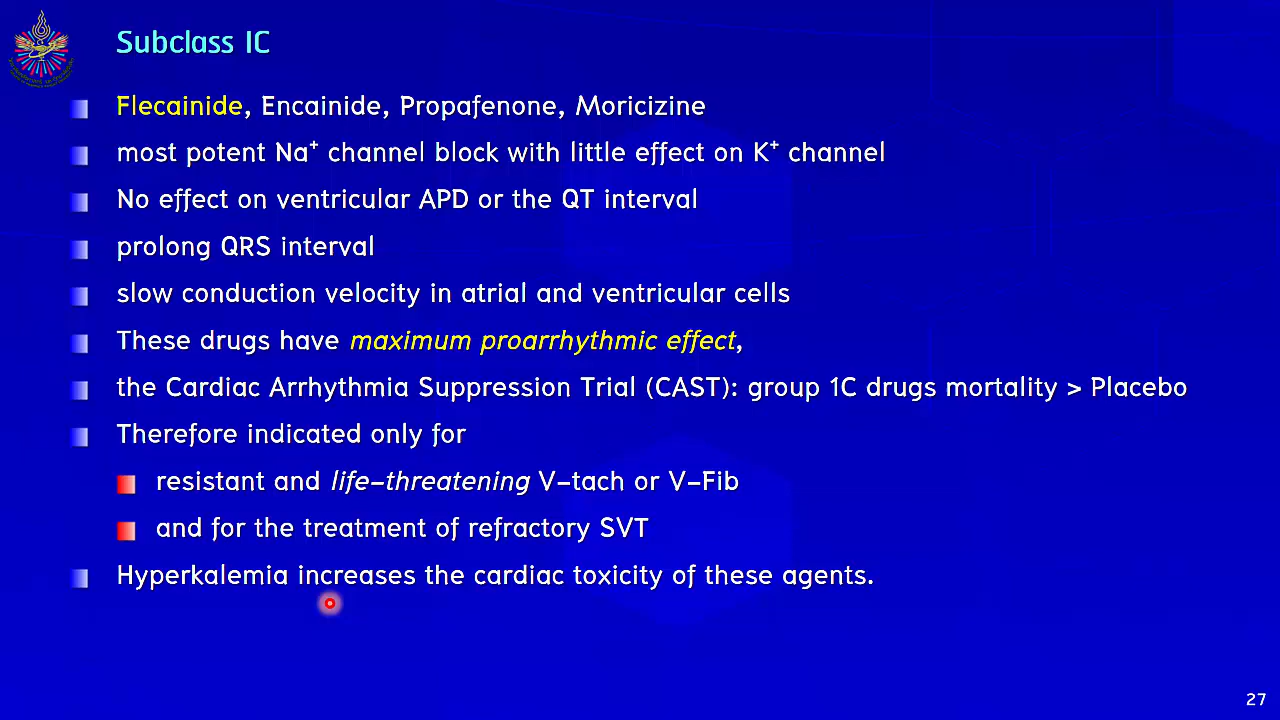 Subclass IC
Flecainide, Encainide, Propafenone, Moricizine
most potent Na⁺ channel block with little effect on K⁺ channel
No effect on ventricular APD or the QT interval
prolong QRS interval
slow conduction velocity in atrial and ventricular cells
These drugs have maximum proarrhythmic effect,
the Cardiac Arrhythmia Suppression Trial (CAST): group 1C drugs mortality > Placebo
Therefore indicated only for
resistant and life-threatening V-tach or V-Fib
and for the treatment of refractory SVT
Hyperkalemia increases the cardiac toxicity of these agents.
27